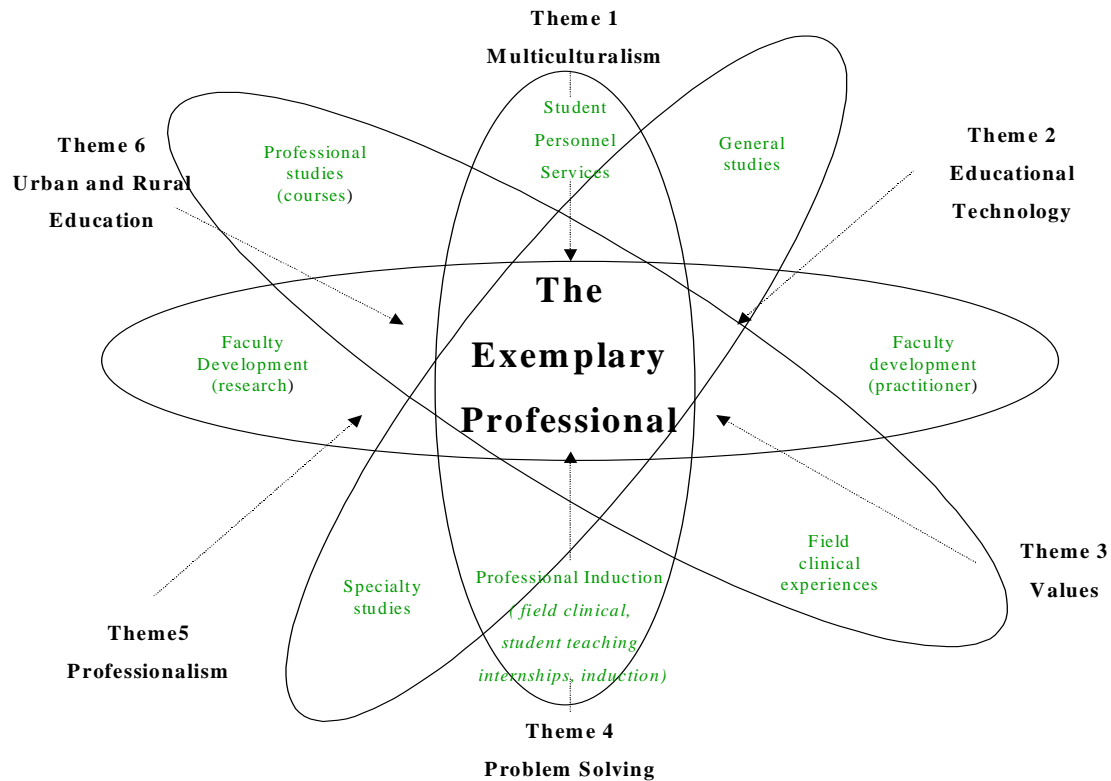 Theme 1
Multiculturalism
Student
Personnel
Services
General
studies
Theme 2
Educational
Technology
Theme 6
Urban and Rural
Education
Professional
studies
(courses)
The
Exemplary
Professional
Faculty
Development
(research)
Faculty
development
(practitioner)
Field
clinical
experiences
Theme 3
Values
Specialty
studies
Professional Induction
( field clinical,
student teaching
internships, induction)
Theme5
Professionalism
Theme 4
Problem Solving